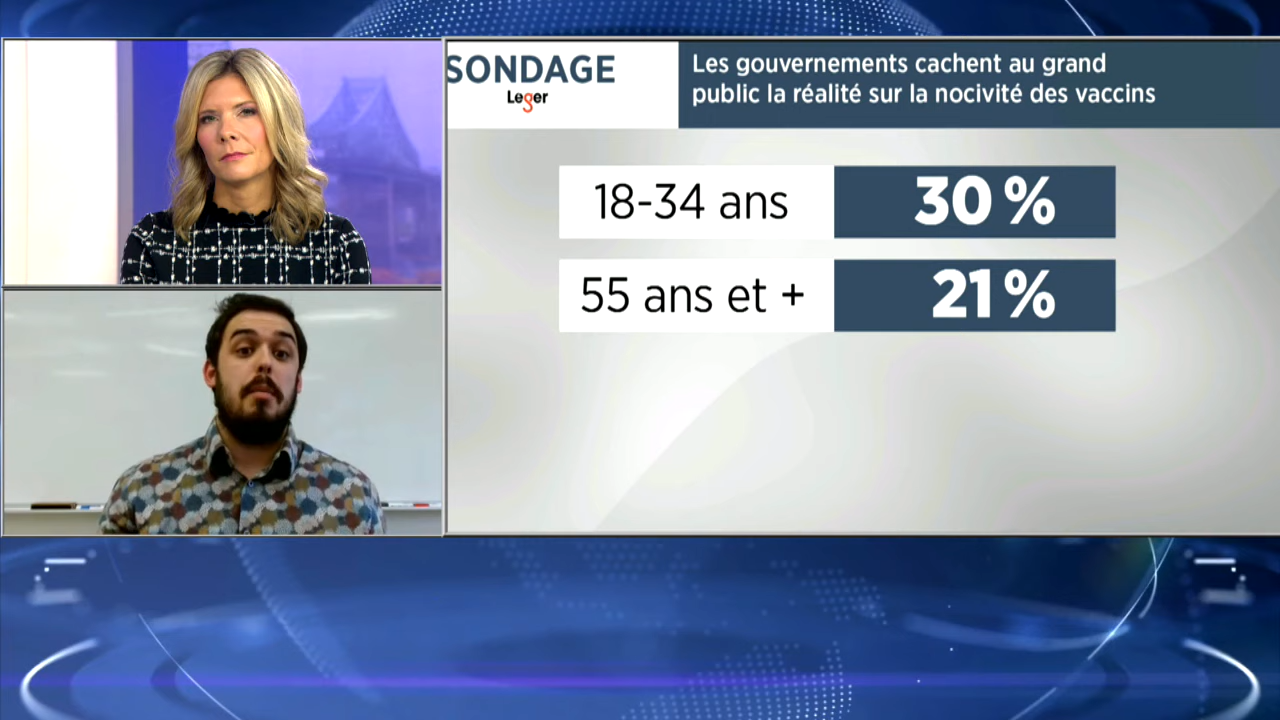 SONDAGE
Leger
Les gouvernements cachent au grand
public la réalité sur la nocivité des vaccins
18-34 ans
30 %
55 ans et +
21 %